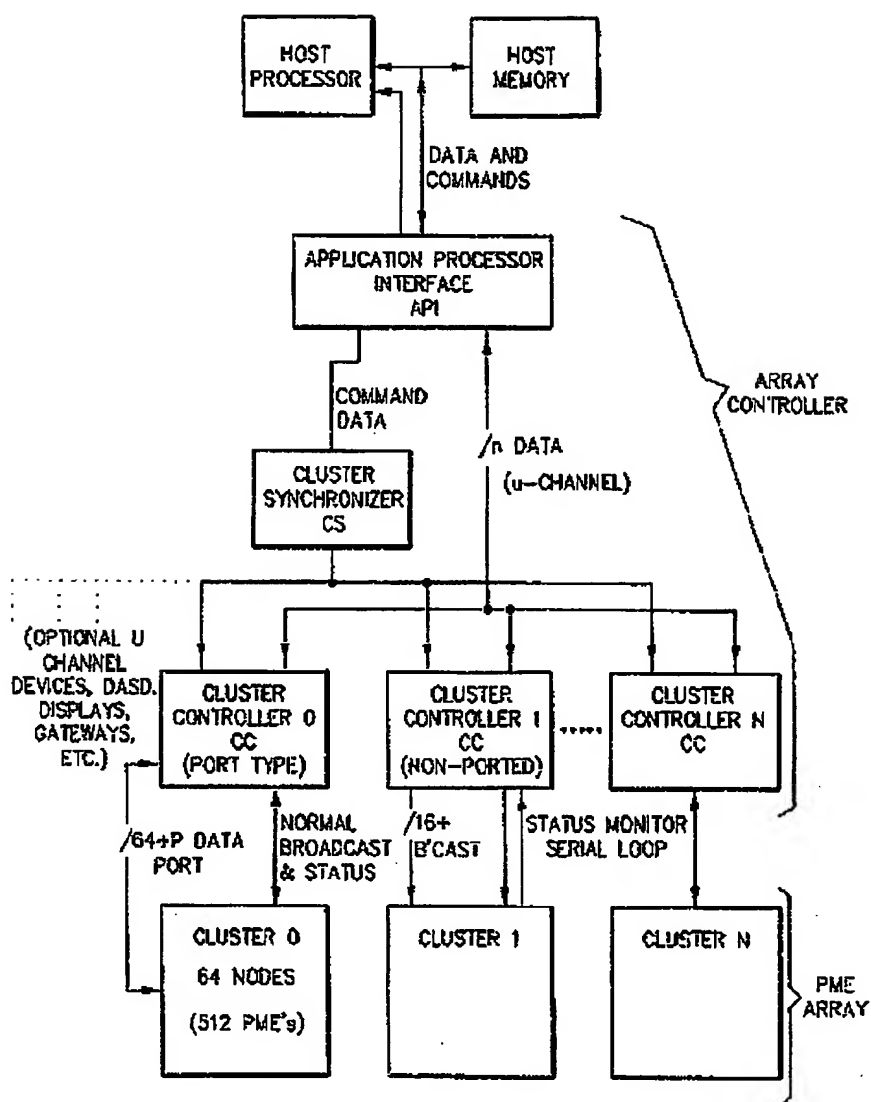 HOST
PROCESSOR
HOST
MEMORY
DATA AND
COMMANDS
APPLICATION PROCESSOR
INTERFACE
API
ARRAY
CONTROLLER
COMMAND
DATA
/n DATA
(u-CHANNEL)
CLUSTER
SYNCHRONIZER
CS
(OPTIONAL U
CHANNEL
DEVICES, DASD.
DISPLAYS,
GATEWAYS,
ETC.)
CLUSTER
CONTROLLER 0
CC
(PORT TYPE)
CLUSTER
CONTROLLER 1
CC
(NON-PORTED)
CLUSTER
CONTROLLER N
CC
/64+P DATA
PORT
NORMAL
BROADCAST
& STATUS
/16+
B'CAST
STATUS MONITOR
SERIAL LOOP
CLUSTER 0
64 NODES
(512 PME's)
CLUSTER 1
CLUSTER N
PME
ARRAY